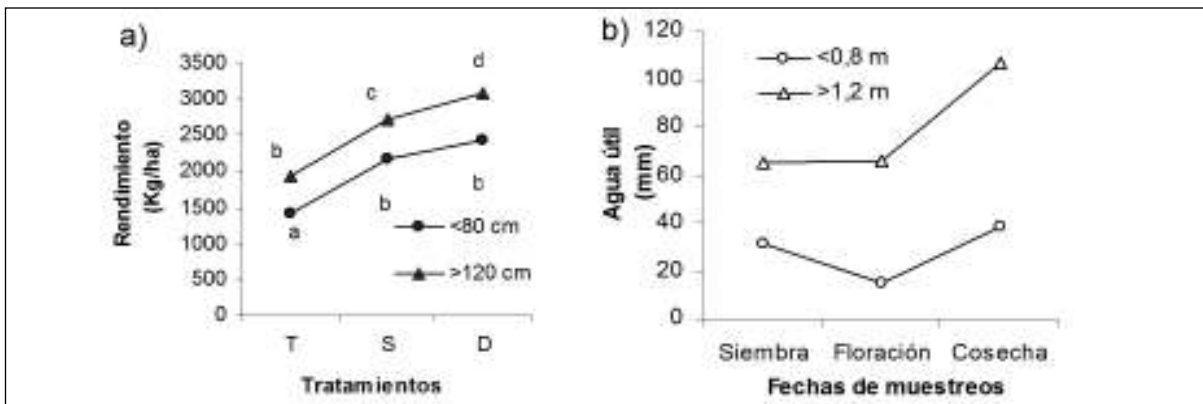 a)
3500
3000
2500
2000
1500
1000
500
0
Rendimiento
(Kg/ha)
b
c
d
a
b
b
<80 cm
>120 cm
T S D
Tratamientos
b)
120
100
80
60
40
20
0
Agua útil
(mm)
<0,8 m
>1,2 m
Siembra Floración Cosecha
Fechas de muestreos